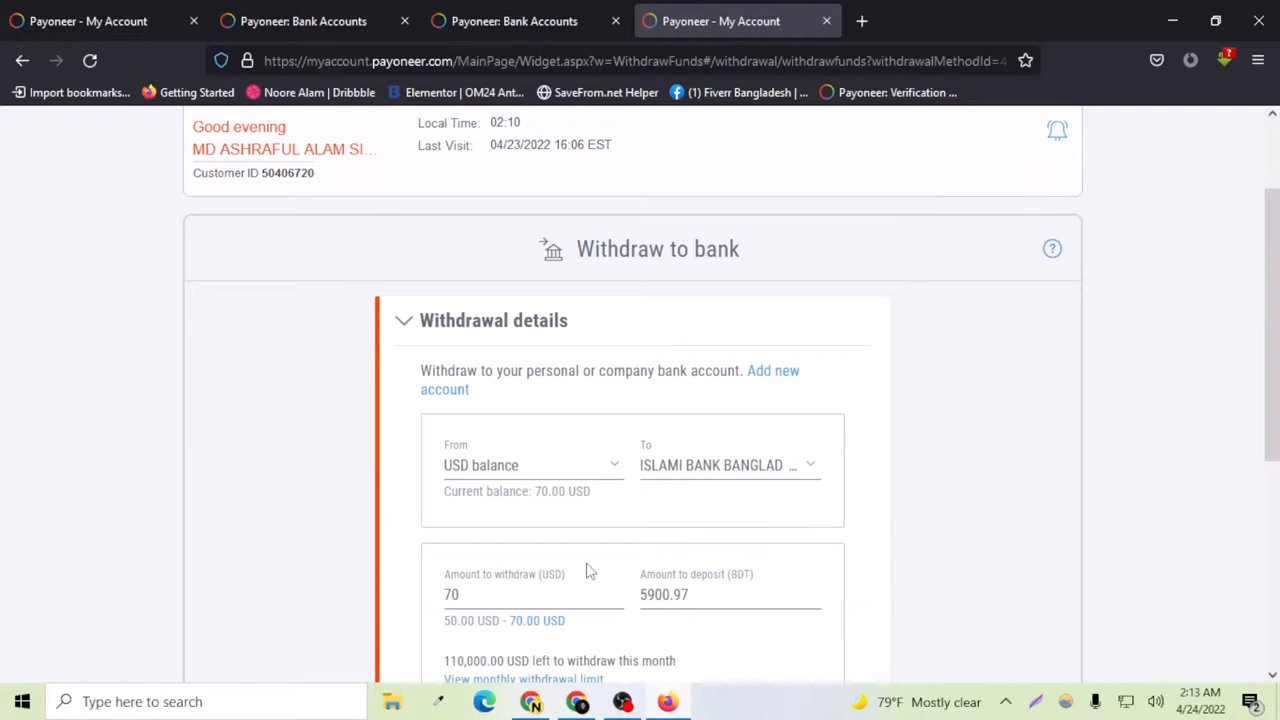 Payoneer - My Account
Payoneer: Bank Accounts
Payoneer: Bank Accounts
Payoneer - My Account
https://myaccount.payoneer.com/MainPage/Widget.aspx?w=WithdrawFunds#/withdrawal/withdrawfunds?withdrawalMethodId=4
Import bookmarks...
Getting Started
Noore Alam | Dribbble
Elementor | OM24 Ant...
SaveFrom.net Helper
(1) Fiverr Bangladesh | ...
Payoneer: Verification ...
Good evening
MD ASHRAFUL ALAM SI...
Customer ID 50406720
Local Time: 02:10
Last Visit: 04/23/2022 16:06 EST
Withdraw to bank
Withdrawal details
Withdraw to your personal or company bank account. Add new
account
From
USD balance
Current balance: 70.00 USD
To
ISLAMI BANK BANGLAD ...
Amount to withdraw (USD)
70
50.00 USD - 70.00 USD
Amount to deposit (BDT)
5900.97
110,000.00 USD left to withdraw this month
View monthly withdrawal limit
Type here to search
79°F Mostly clear
2:13 AM
4/24/2022
2